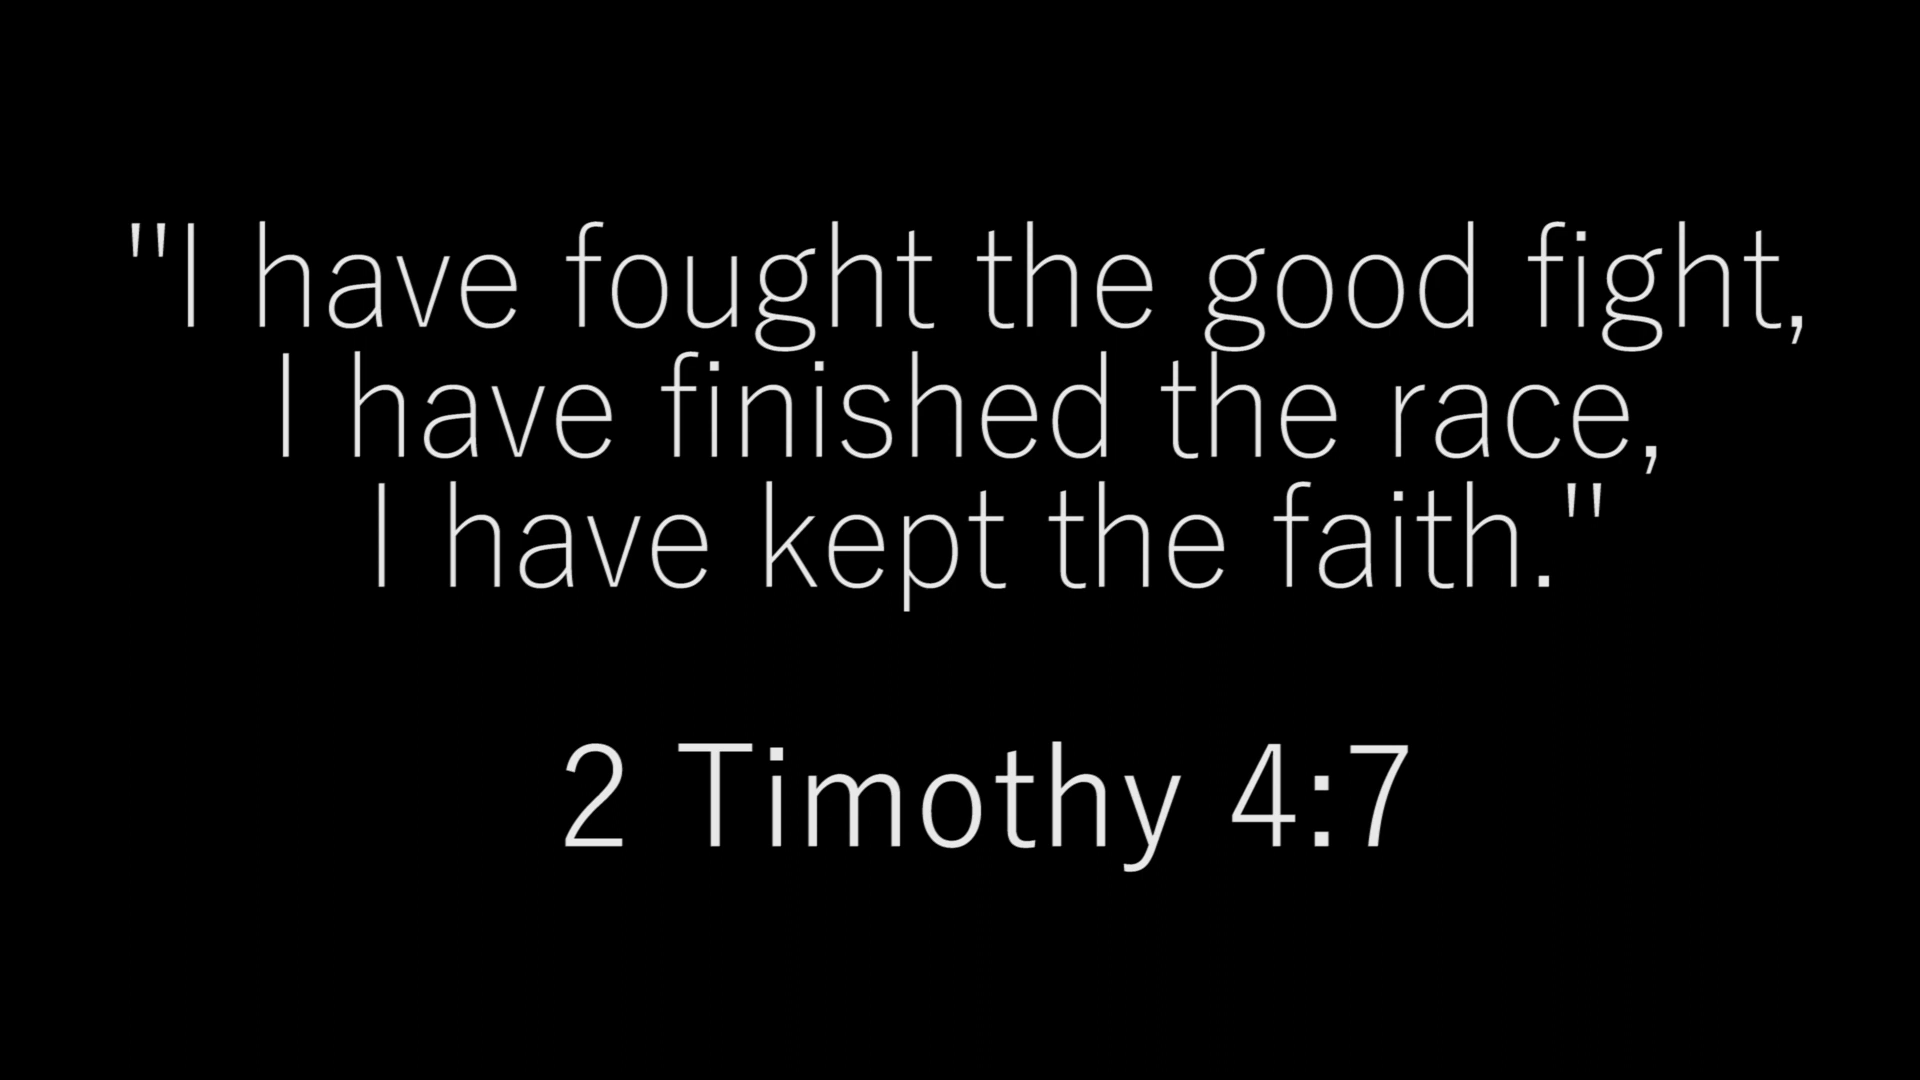 "I have fought the good fight,
I have finished the race,
I have kept the faith."
2 Timothy 4:7